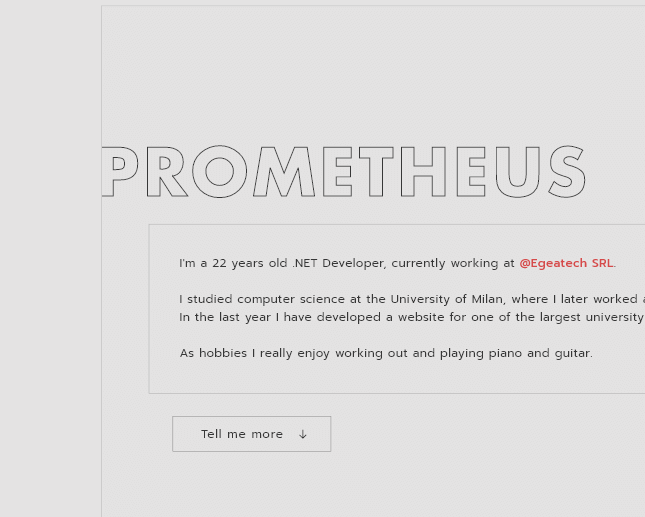 PROMETHEUS
I'm a 22 years old .NET Developer, currently working at @Egeatech SRL.
I studied computer science at the University of Milan, where I later worked
In the last year I have developed a website for one of the largest university
As hobbies I really enjoy working out and playing piano and guitar.
Tell me more ↓